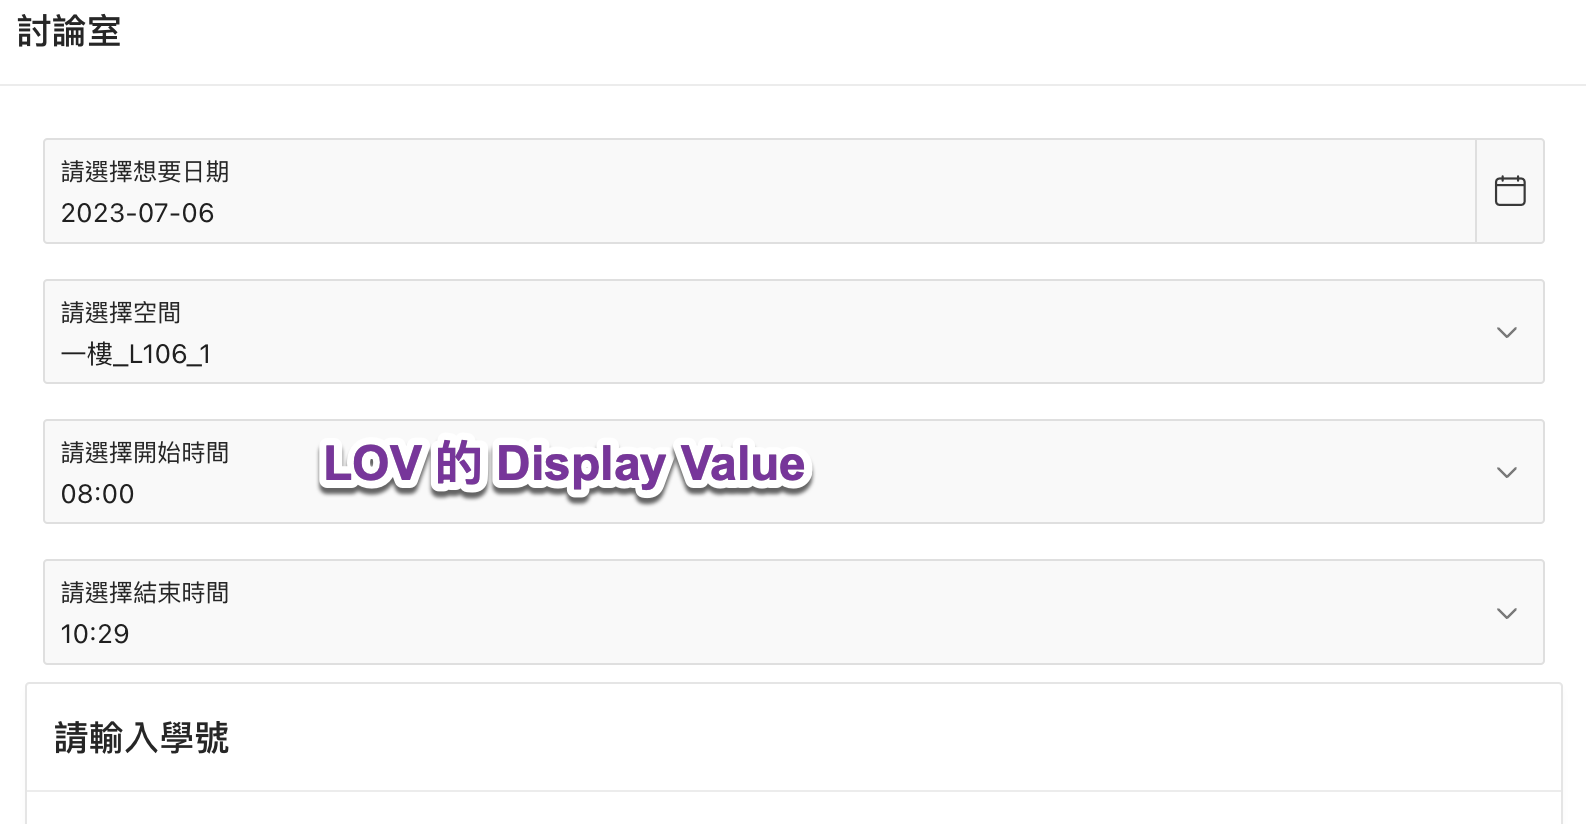 討論室
請選擇想要日期
2023-07-06
請選擇空間
一樓_L106_1
請選擇開始時間
LOV 的 Display Value
08:00
請選擇結束時間
10:29
請輸入學號